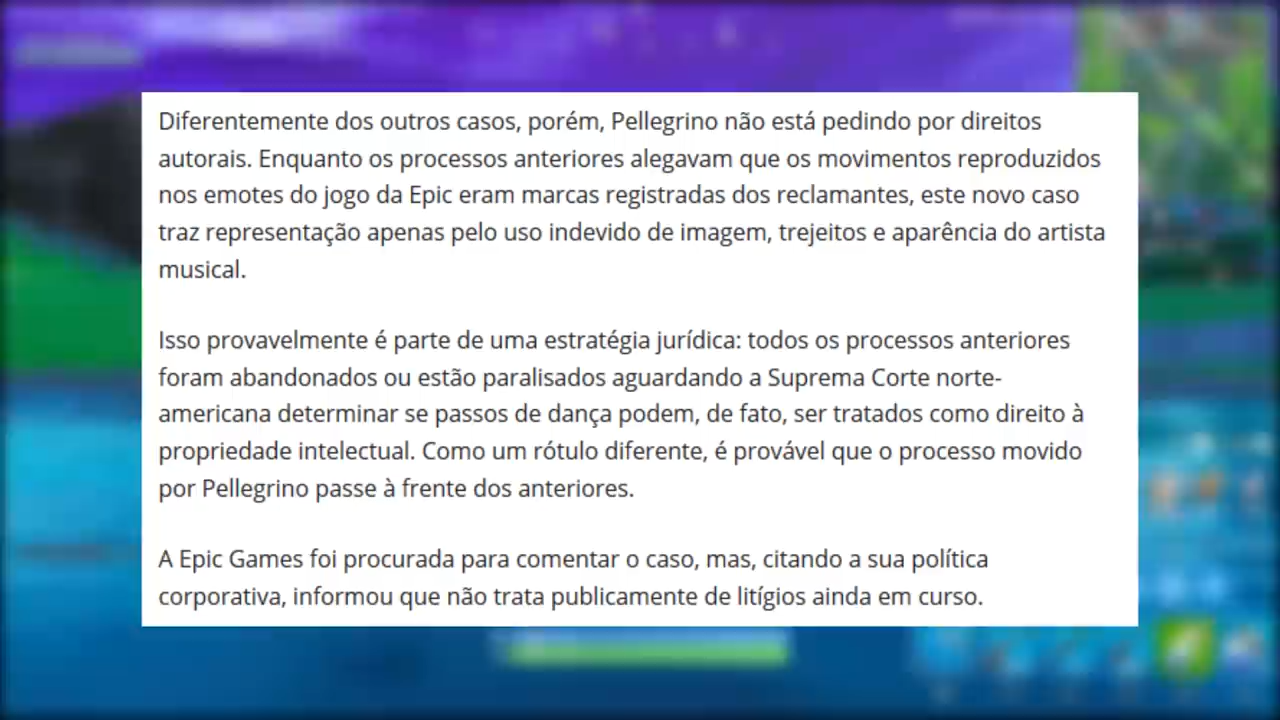 Diferentemente dos outros casos, porém, Pellegrino não está pedindo por direitos
autorais. Enquanto os processos anteriores alegavam que os movimentos reproduzidos
nos emotes do jogo da Epic eram marcas registradas dos reclamantes, este novo caso
traz representação apenas pelo uso indevido de imagem, trejeitos e aparência do artista
musical.
Isso provavelmente é parte de uma estratégia jurídica: todos os processos anteriores
foram abandonados ou estão paralisados aguardando a Suprema Corte norte-
americana determinar se passos de dança podem, de fato, ser tratados como direito à
propriedade intelectual. Como um rótulo diferente, é provável que o processo movido
por Pellegrino passe à frente dos anteriores.
A Epic Games foi procurada para comentar o caso, mas, citando a sua política
corporativa, informou que não trata publicamente de litígios ainda em curso.